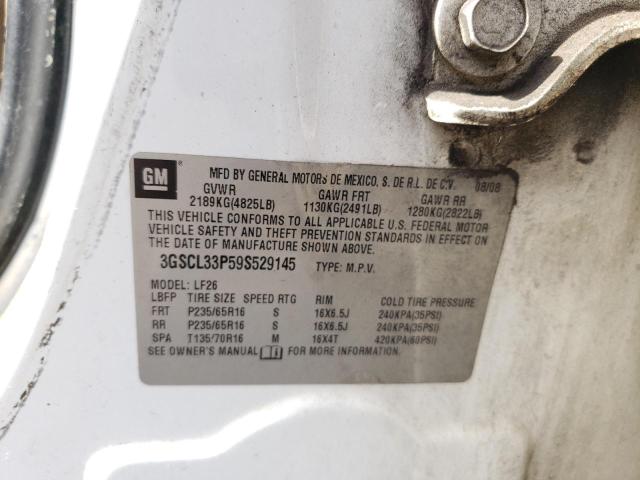 GM
MFD BY GENERAL MOTORS DE MEXICO, S. DE R.L. DE C.V. 08/08
GVWR GAWR FRT GAWR RR
2189KG(4825LB) 1130KG(2491LB) 1280KG(2822LB)
THIS VEHICLE CONFORMS TO ALL APPLICABLE U.S. FEDERAL MOTOR
VEHICLE SAFETY AND THEFT PREVENTION STANDARDS IN EFFECT ON
THE DATE OF MANUFACTURE SHOWN ABOVE.
3GSCL33P59S529145 TYPE: M.P.V.
MODEL: LF26
LBFP TIRE SIZE SPEED RTG RIM COLD TIRE PRESSURE
FRT P235/65R16 S 16X6.5J 240KPA(35PSI)
RR P235/65R16 S 16X6.5J 240KPA(35PSI)
SPA T135/70R16 M 16X4T 420KPA(60PSI)
SEE OWNER'S MANUAL FOR MORE INFORMATION.